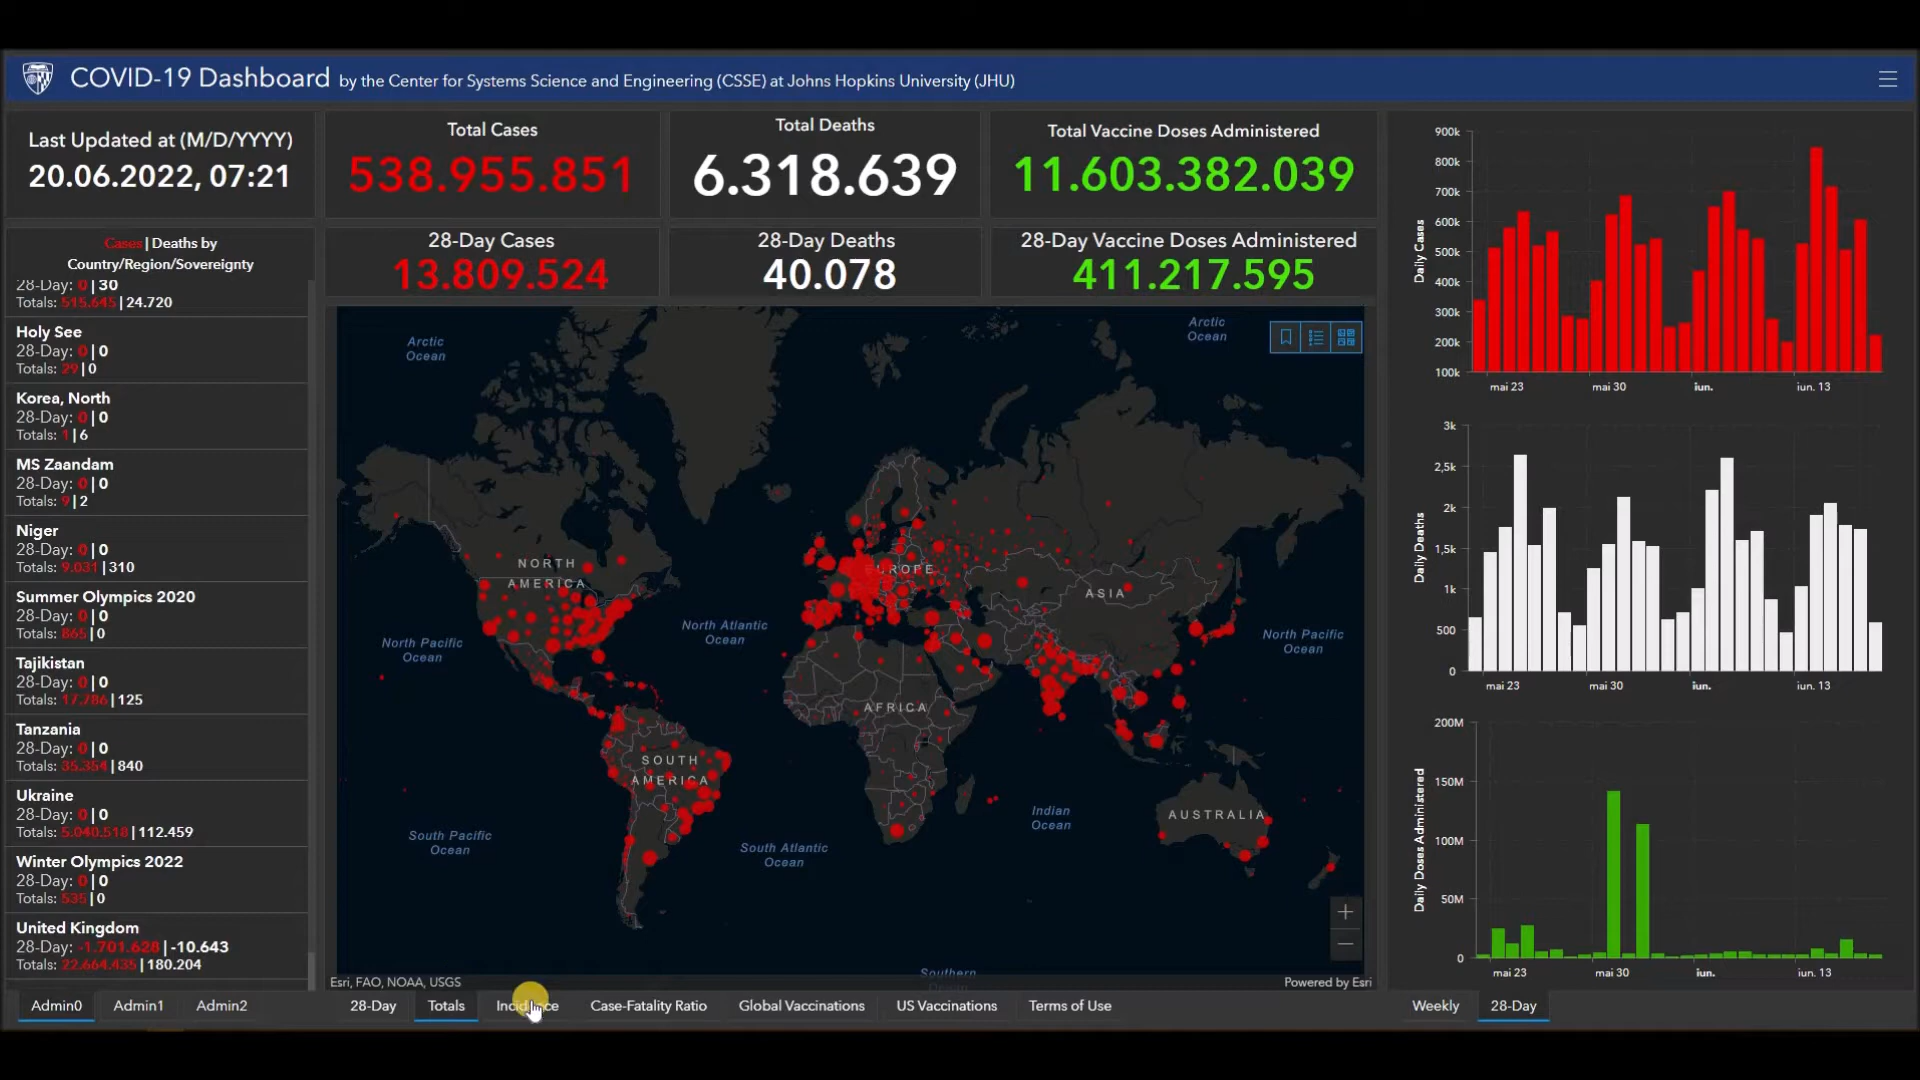 COVID-19 Dashboard by the Center for Systems Science and Engineering (CSSE) at Johns Hopkins University (JHU)
Last Updated at (M/D/YYYY)
20.06.2022, 07:21
Total Cases
538.955.851
Total Deaths
6.318.639
Total Vaccine Doses Administered
11.603.382.039
28-Day Cases
13.809.524
28-Day Deaths
40.078
28-Day Vaccine Doses Administered
411.217.595
Cases | Deaths by
Country/Region/Sovereignty
28-Day: 0 | 30
Totals: 515.645 | 24.720
Holy See
28-Day: 0 | 0
Totals: 29 | 0
Korea, North
28-Day: 0 | 0
Totals: 1 | 6
MS Zaandam
28-Day: 0 | 0
Totals: 9 | 2
Niger
28-Day: 0 | 0
Totals: 9.031 | 310
Summer Olympics 2020
28-Day: 0 | 0
Totals: 865 | 0
Tajikistan
28-Day: 0 | 0
Totals: 17.786 | 125
Tanzania
28-Day: 0 | 0
Totals: 35.354 | 840
Ukraine
28-Day: 0 | 0
Totals: 5.040.518 | 112.459
Winter Olympics 2022
28-Day: 0 | 0
Totals: 535 | 0
United Kingdom
28-Day: -1.701.628 | -10.643
Totals: 22.664.435 | 180.204
Admin0 Admin1 Admin2
Arctic
Ocean
Arctic
Ocean
NORTH
AMERICA
EUROPE
ASIA
North Pacific
Ocean
North Atlantic
Ocean
North Pacific
Ocean
AFRICA
SOUTH
AMERICA
Indian
Ocean
AUSTRALIA
South Pacific
Ocean
South Atlantic
Ocean
Southern
Ocean
+
−
Esri, FAO, NOAA, USGS
Powered by Esri
28-Day Totals Incidence Case-Fatality Ratio Global Vaccinations US Vaccinations Terms of Use
Daily Cases
900k
800k
700k
600k
500k
400k
300k
200k
100k
mai 23 mai 30 iun. iun. 13
Daily Deaths
3k
2,5k
2k
1,5k
1k
500
0
mai 23 mai 30 iun. iun. 13
Daily Doses Administered
200M
150M
100M
50M
0
mai 23 mai 30 iun. iun. 13
Weekly 28-Day